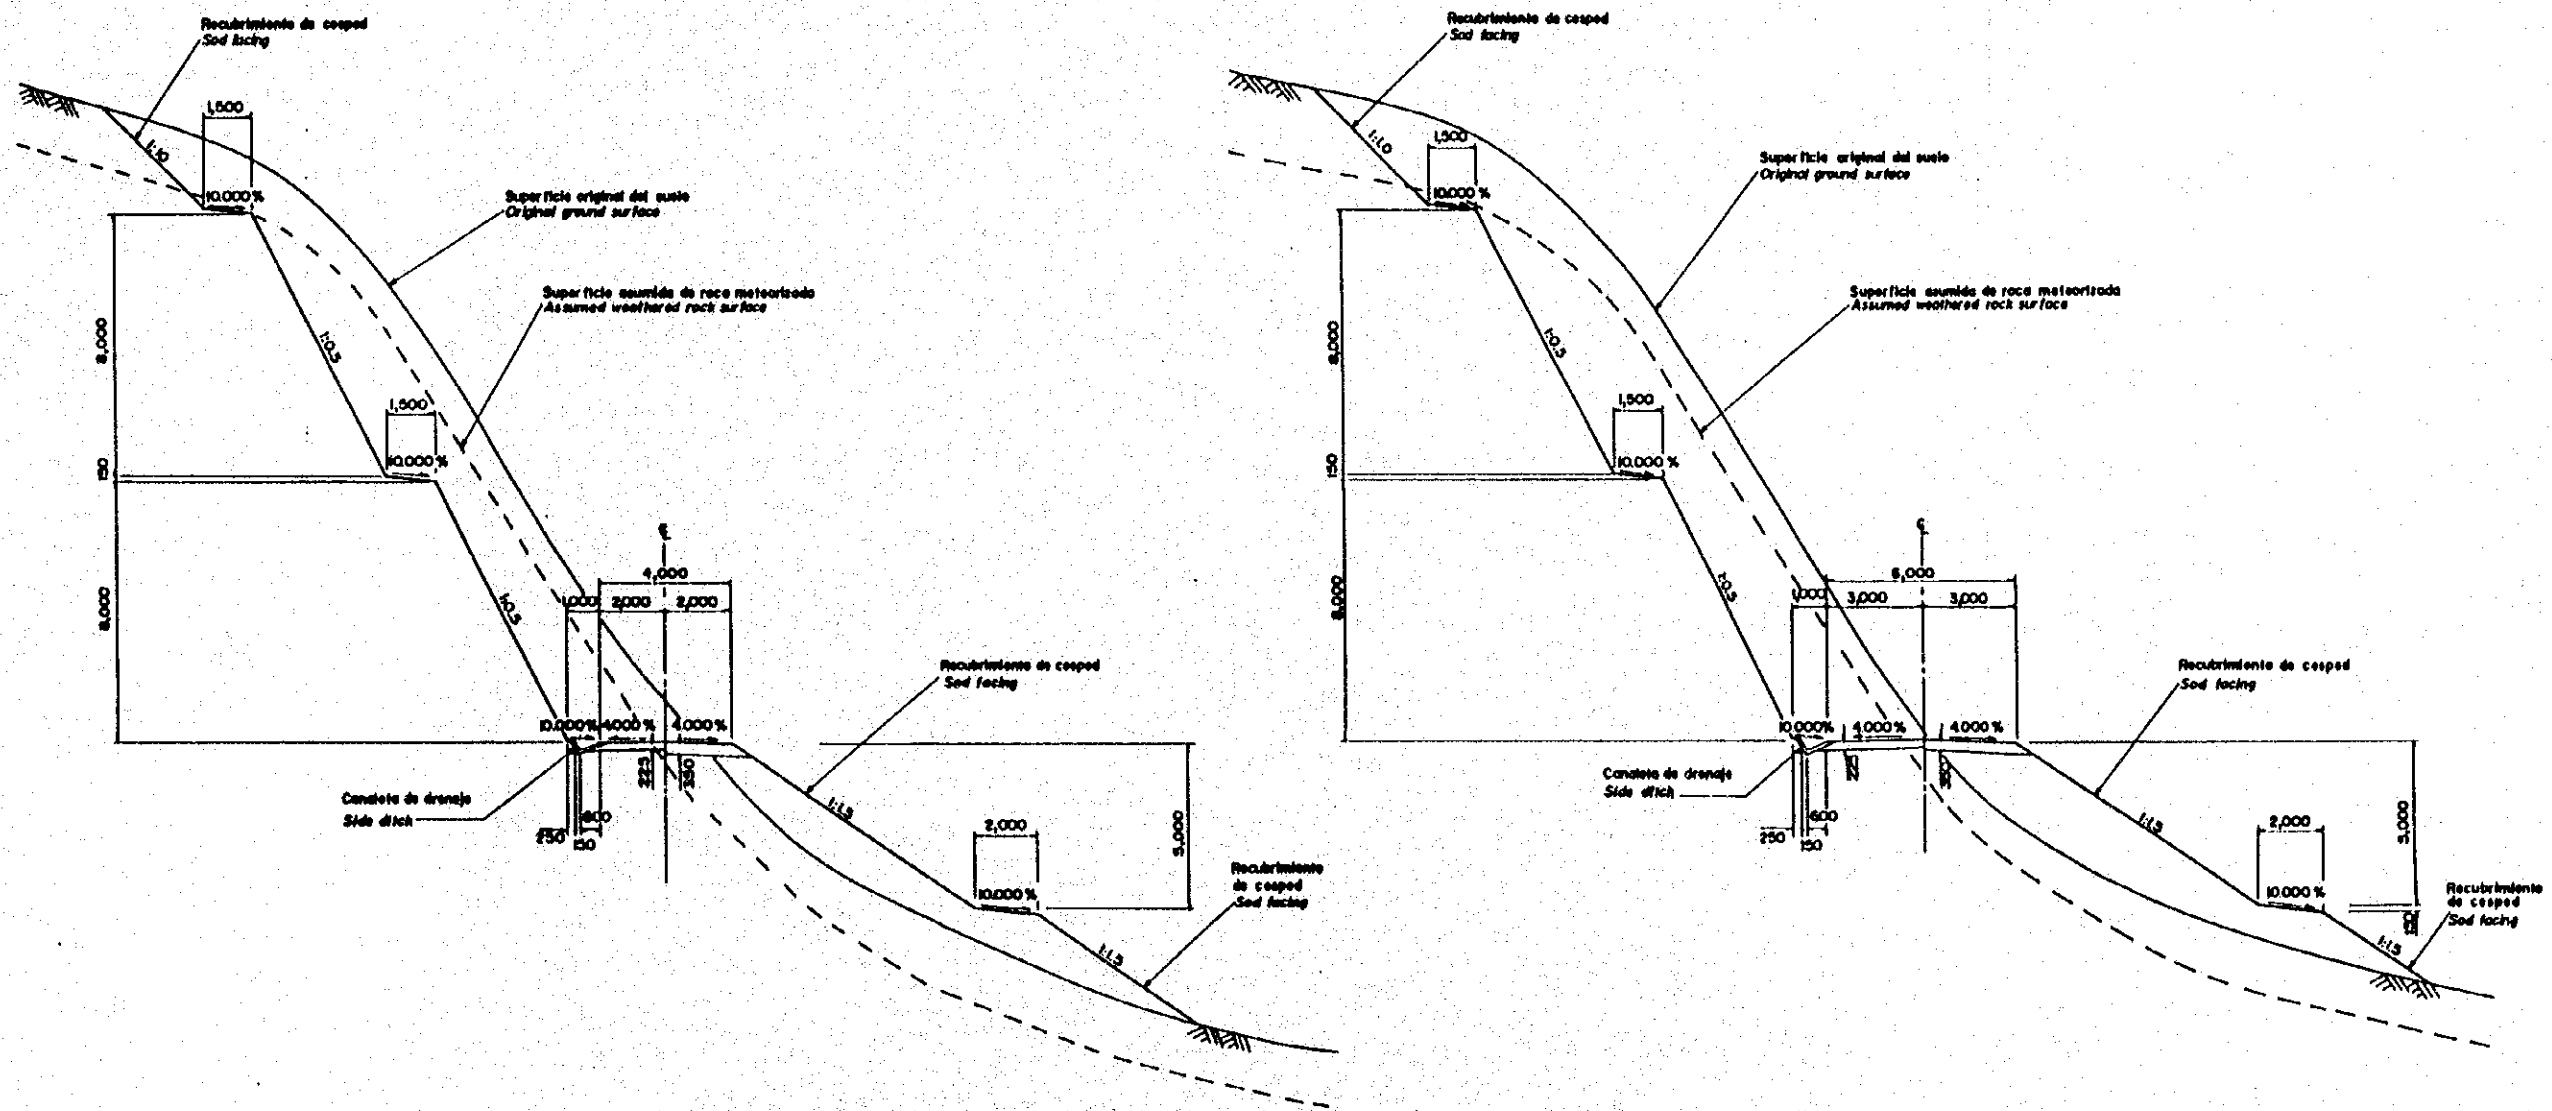 Recubrimiento de cesped
Sod facing
1,500
1:1.0
10.000 %
Superficie original del suelo
Original ground surface
Superficie asumida de roca meteorizada
Assumed weathered rock surface
8,000
1:0.5
1,500
10.000 %
150
8,000
1:0.5
4,000
1,000
2,000
2,000
10.000%
4.000 %
4.000 %
225
350
Canaleta de drenaje
Side ditch
250
150
600
Recubrimiento de cesped
Sod facing
1:1.5
2,000
10.000 %
5,000
1:1.5
Recubrimiento
de cesped
Sod facing
Recubrimiento de cesped
Sod facing
1:1.0
1,500
10.000 %
Superficie original del suelo
Original ground surface
Superficie asumida de roca meteorizada
Assumed weathered rock surface
8,000
1:0.5
1,500
10.000 %
150
8,000
1:0.5
6,000
1,000
3,000
3,000
10.000%
4.000 %
4.000 %
225
350
Canaleta de drenaje
Side ditch
250
150
600
Recubrimiento de cesped
Sod facing
1:1.5
2,000
10.000 %
5,000
150
1:1.5
Recubrimiento
de cesped
Sod facing